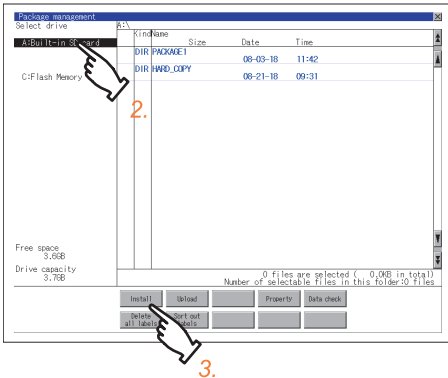 Package management
Select drive
A:\
A:Built-in SD card
C:Flash Memory
Kind Name
Size Date Time
DIR PACKAGE1
08-03-18 11:42
DIR HARD_COPY
08-21-18 09:31
2.
Free space
3.6GB
Drive capacity
3.7GB
0 files are selected ( 0.0KB in total)
Number of selectable files in this folder:0 files
Install Upload Property Data check
Delete all labels Sort out labels
3.